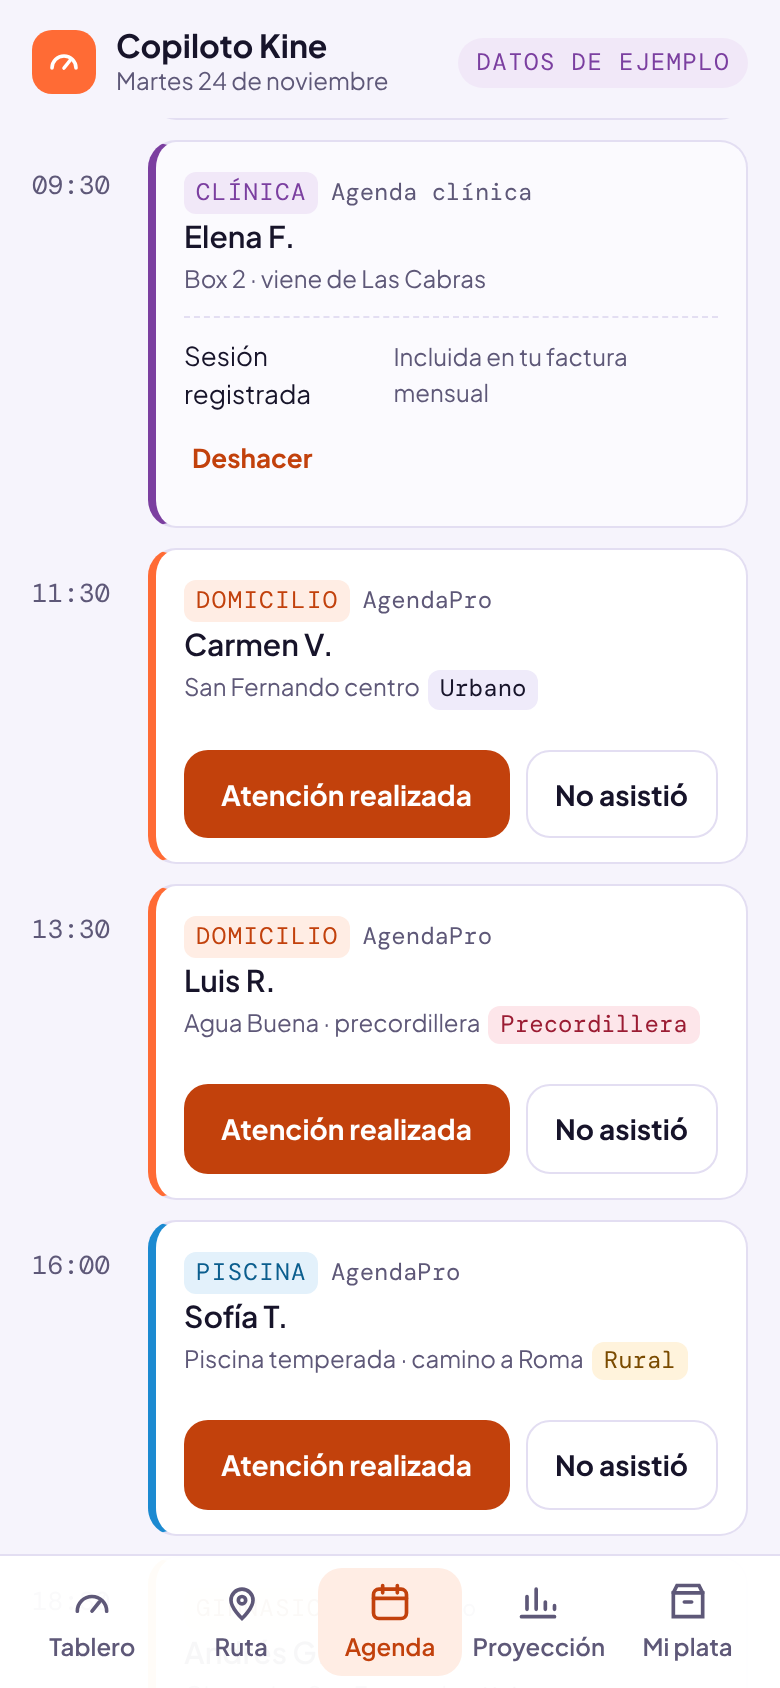 Copiloto Kine
Martes 24 de noviembre
DATOS DE EJEMPLO
09:30
CLÍNICA Agenda clínica
Elena F.
Box 2 · viene de Las Cabras
Sesión
registrada
Incluida en tu factura
mensual
Deshacer
11:30
DOMICILIO AgendaPro
Carmen V.
San Fernando centro Urbano
Atención realizada No asistió
13:30
DOMICILIO AgendaPro
Luis R.
Agua Buena · precordillera Precordillera
Atención realizada No asistió
16:00
PISCINA AgendaPro
Sofía T.
Piscina temperada · camino a Roma Rural
Atención realizada No asistió
Tablero Ruta Agenda Proyección Mi plata